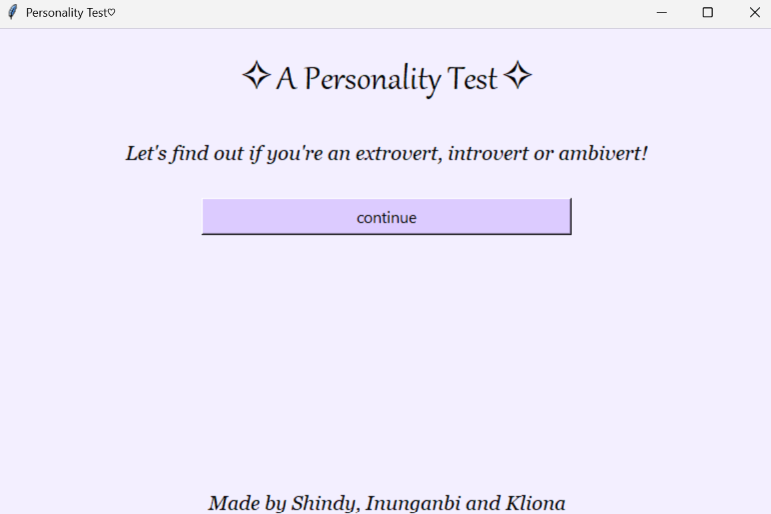 Personality Test♡
✧A Personality Test✧
Let's find out if you're an extrovert, introvert or ambivert!
continue
Made by Shindy, Inunganbi and Kliona